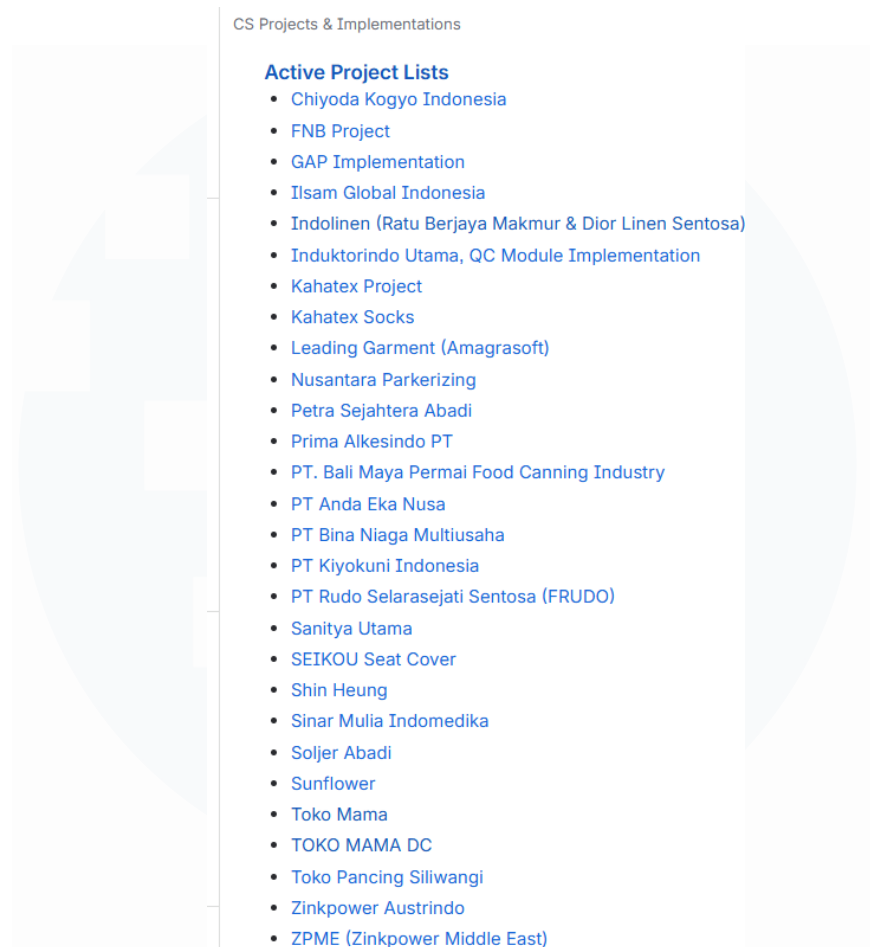 CS Projects & Implementations
Active Project Lists
• Chiyoda Kogyo Indonesia
• FNB Project
• GAP Implementation
• Ilsam Global Indonesia
• Indolinen (Ratu Berjaya Makmur & Dior Linen Sentosa)
• Induktorindo Utama, QC Module Implementation
• Kahatex Project
• Kahatex Socks
• Leading Garment (Amagrasoft)
• Nusantara Parkerizing
• Petra Sejahtera Abadi
• Prima Alkesindo PT
• PT. Bali Maya Permai Food Canning Industry
• PT Anda Eka Nusa
• PT Bina Niaga Multiusaha
• PT Kiyokuni Indonesia
• PT Rudo Selarasejati Sentosa (FRUDO)
• Sanitya Utama
• SEIKOU Seat Cover
• Shin Heung
• Sinar Mulia Indomedika
• Soljer Abadi
• Sunflower
• Toko Mama
• TOKO MAMA DC
• Toko Pancing Siliwangi
• Zinkpower Austrindo
• ZPME (Zinkpower Middle East)